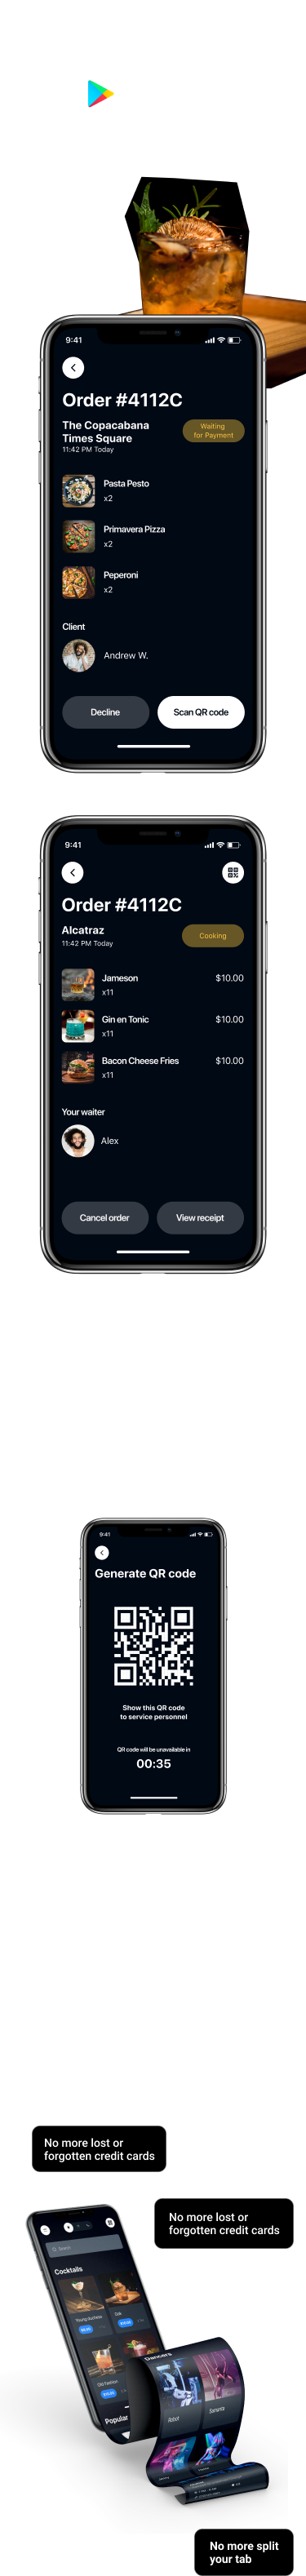 9:41
Order #4112C
The Copacabana
Times Square
11:42 PM Today
Waiting
for Payment
Pasta Pesto
x2
Primavera Pizza
x2
Peperoni
x2
Client
Andrew W.
Decline
Scan QR code
9:41
Order #4112C
Alcatraz
11:42 PM Today
Cooking
Jameson
$10.00
x11
Gin en Tonic
$10.00
x11
Bacon Cheese Fries
$10.00
x11
Your waiter
Alex
Cancel order
View receipt
9:41
Generate QR code
Show this QR code
to service personnel
QR code will be unavailable in
00:35
No more lost or
forgotten credit cards
No more lost or
forgotten credit cards
Search
Cocktails
Old Fashion
Popular
Dancers
Robot
No more split
your tab